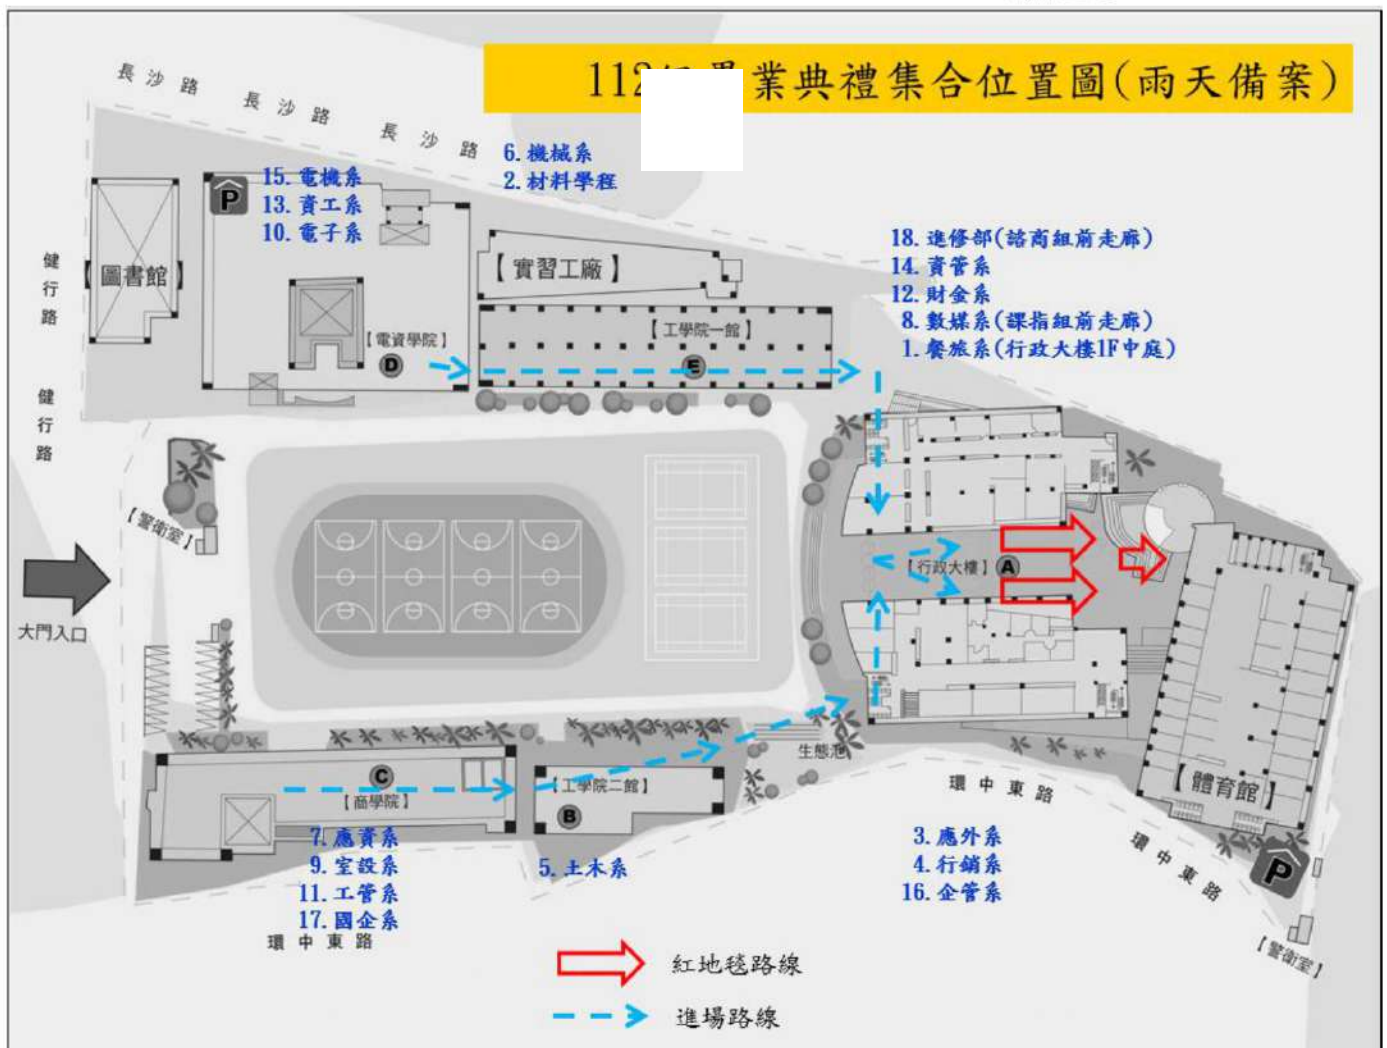 112 業典禮集合位置圖(雨天備案)
長沙路 長沙路 長沙路
6.機械系
2.材料學程
15.電機系
13.資工系
10.電子系
P
18.進修部(諮商組前走廊)
14.資管系
12.財金系
8.數媒系(課指組前走廊)
1.餐旅系(行政大樓1F中庭)
健行路
健行路
【圖書館】
【實習工廠】
【電資學院】
D
【工學院一館】
E
【警衛室】
大門入口
【行政大樓】
A
生態池
C
【商學院】
【工學院二館】
B
【體育館】
環中東路
環中東路
P
【警衛室】
7.應資系
9.室設系
11.工管系
17.國企系
5.土木系
3.應外系
4.行銷系
16.企管系
環中東路
紅地毯路線
進場路線